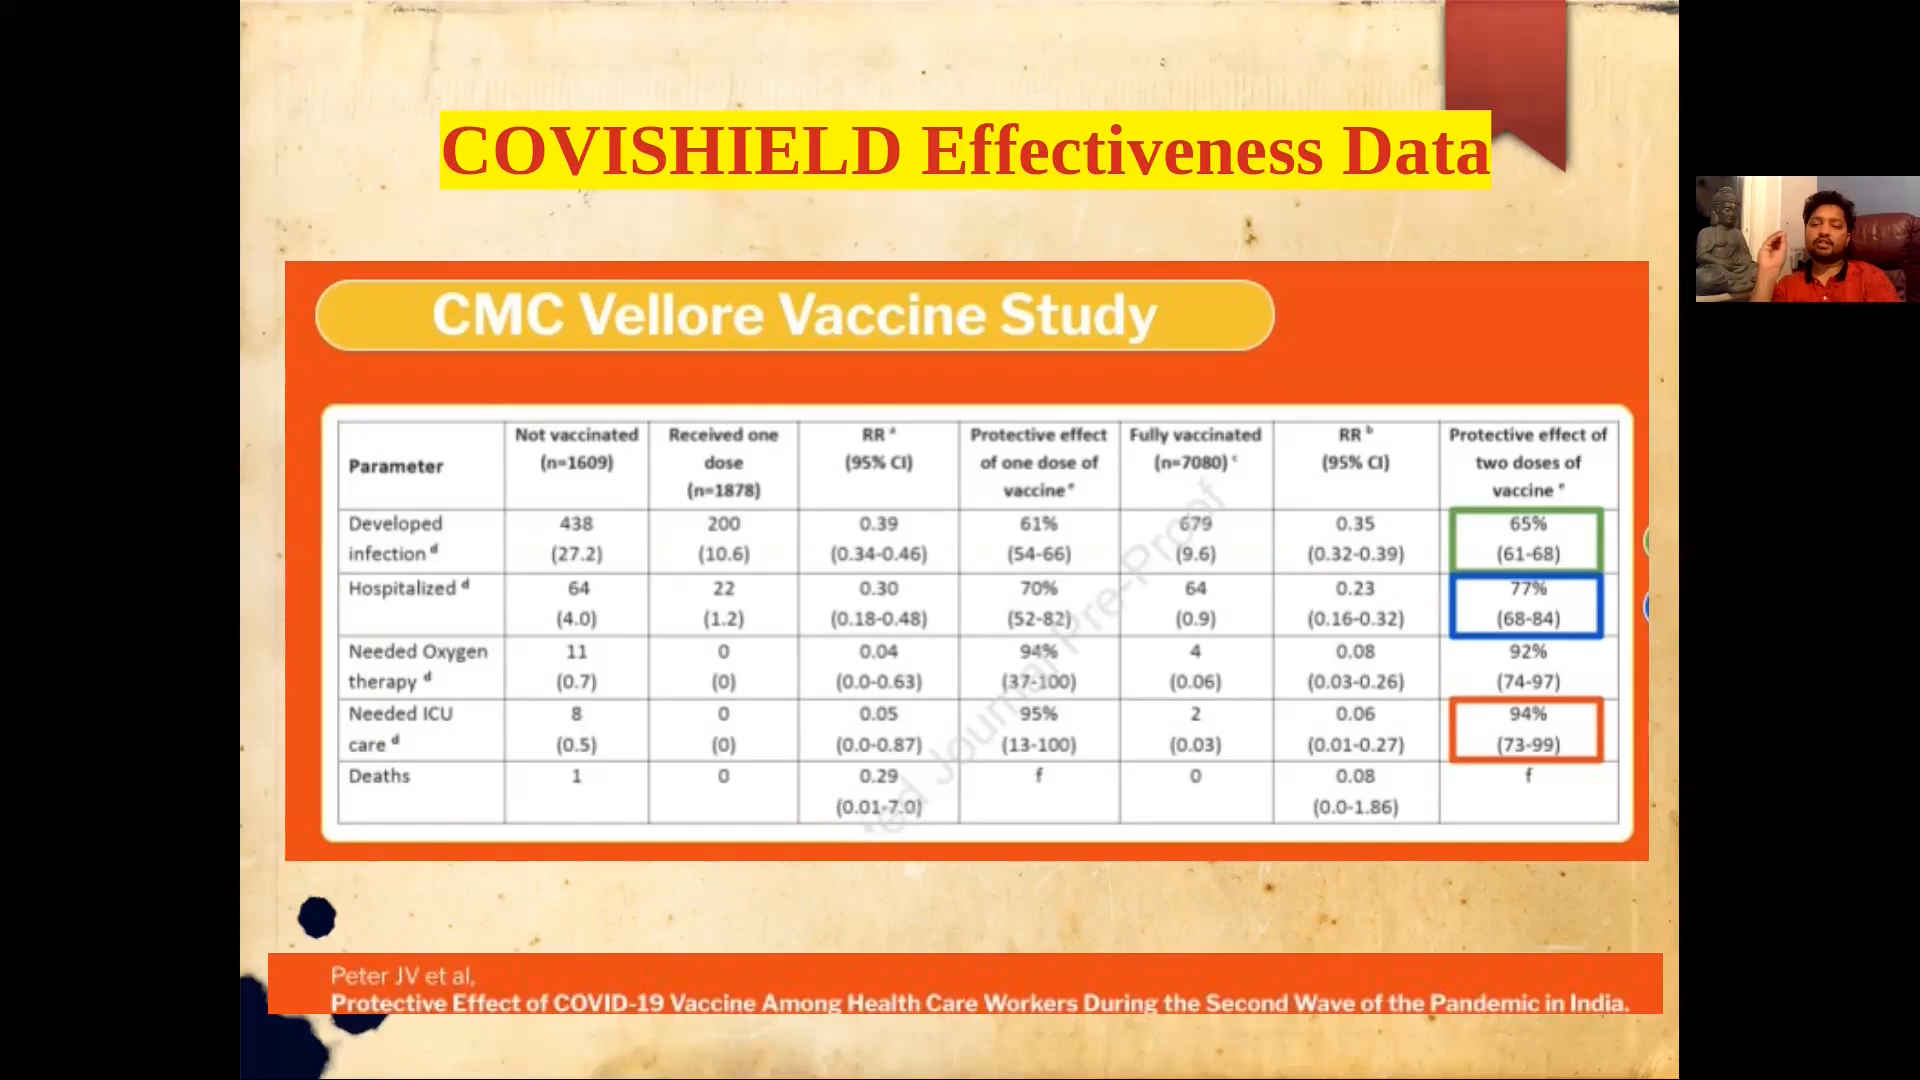 COVISHIELD Effectiveness Data
CMC Vellore Vaccine Study
Parameter
Not vaccinated
(n=1609)
Received one
dose
(n=1878)
RR a
(95% CI)
Protective effect
of one dose of
vaccine e
Fully vaccinated
(n=7080) c
RR b
(95% CI)
Protective effect of
two doses of
vaccine e
Developed
infection d
438
(27.2)
200
(10.6)
0.39
(0.34-0.46)
61%
(54-66)
679
(9.6)
0.35
(0.32-0.39)
65%
(61-68)
Hospitalized d
64
(4.0)
22
(1.2)
0.30
(0.18-0.48)
70%
(52-82)
64
(0.9)
0.23
(0.16-0.32)
77%
(68-84)
Needed Oxygen
therapy d
11
(0.7)
0
(0)
0.04
(0.0-0.63)
94%
(37-100)
4
(0.06)
0.08
(0.03-0.26)
92%
(74-97)
Needed ICU
care d
8
(0.5)
0
(0)
0.05
(0.0-0.87)
95%
(13-100)
2
(0.03)
0.06
(0.01-0.27)
94%
(73-99)
Deaths
1
0
0.29
(0.01-7.0)
f
0
0.08
(0.0-1.86)
f
Journal Pre-Proof
Peter JV et al,
Protective Effect of COVID-19 Vaccine Among Health Care Workers During the Second Wave of the Pandemic in India.